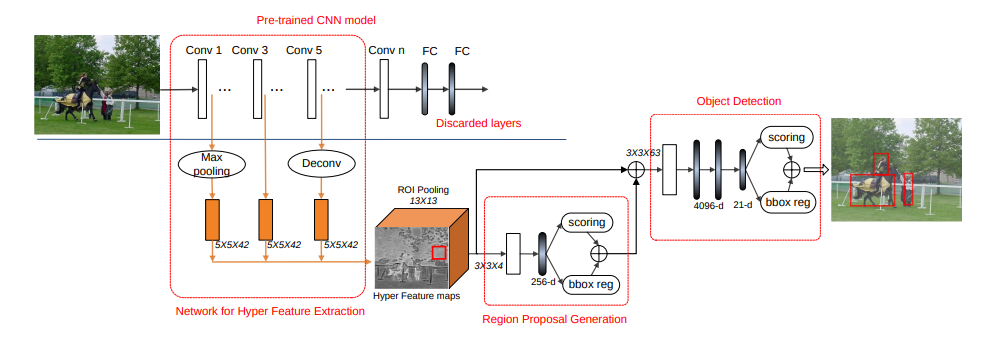 Pre-trained CNN model
Conv 1 Conv 3 Conv 5 Conv n FC FC
... ... ...
Discarded layers
Max
pooling
Deconv
5X5X42 5X5X42 5X5X42
Network for Hyper Feature Extraction
ROI Pooling
13X13
Hyper Feature maps
3X3X4
256-d
scoring
bbox reg
Region Proposal Generation
Object Detection
3X3X63
4096-d
21-d
scoring
bbox reg